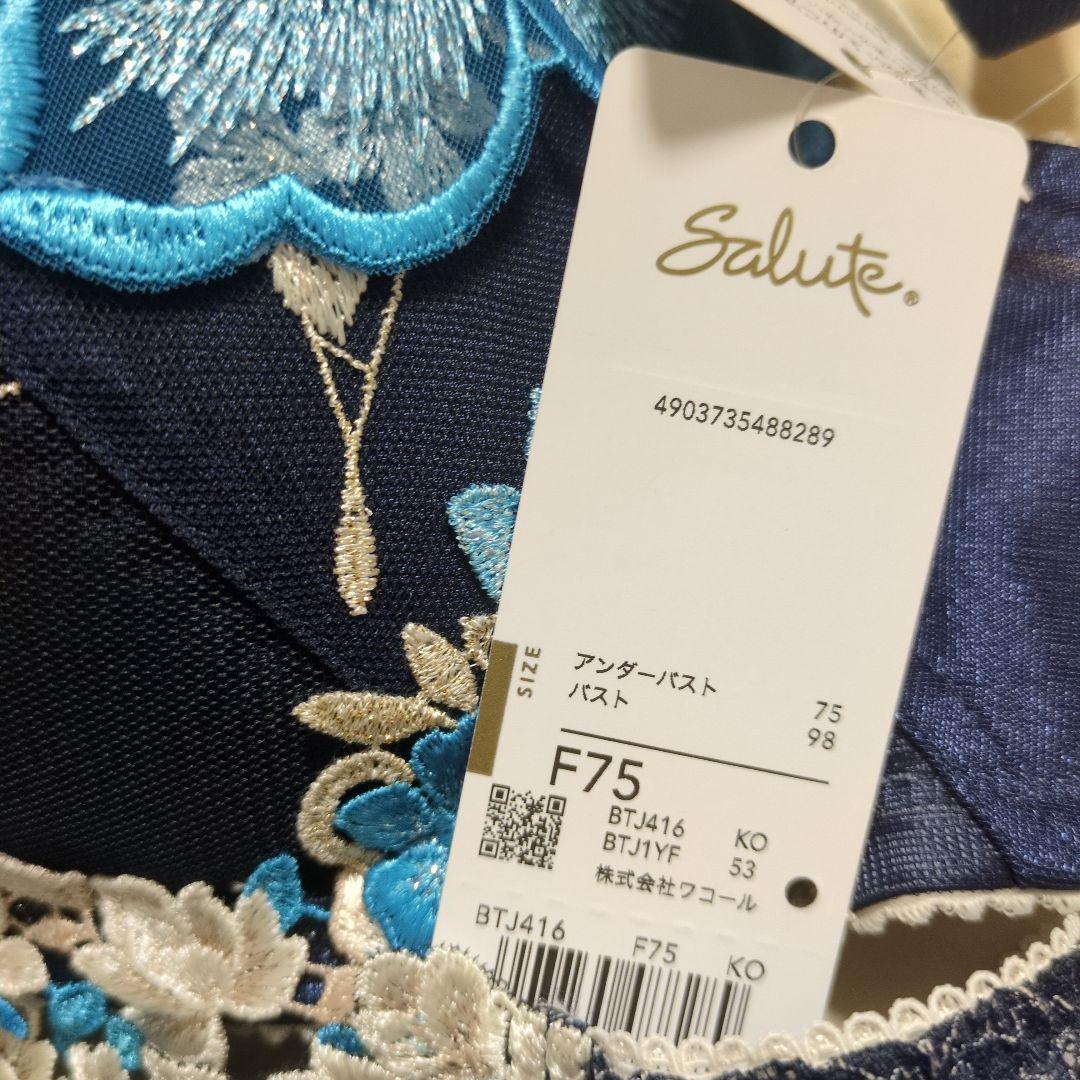 Salute®
4903735488289
SIZE
アンダーバスト 75
バスト 98
F75
BTJ416 KO
BTJ1YF 53
株式会社ワコール
BTJ416 F75 KO